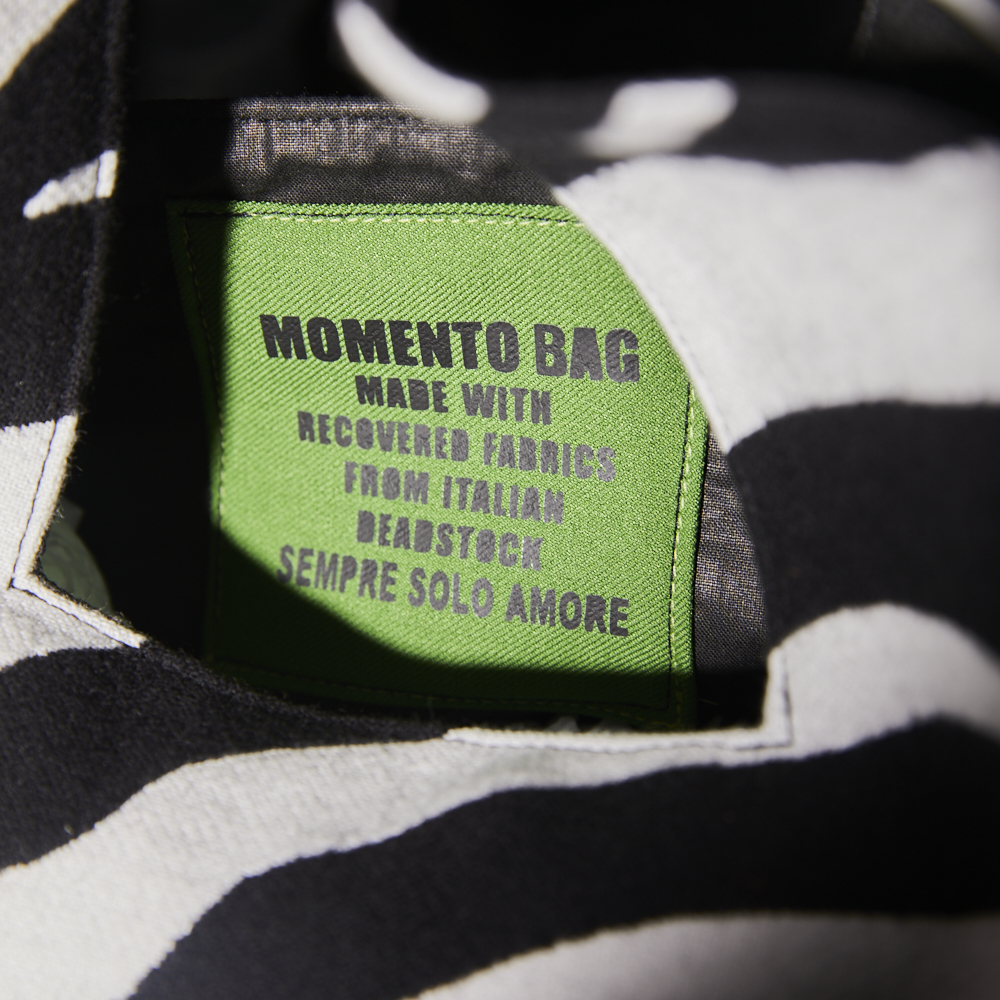 MOMENTO BAG
MADE WITH
RECOVERED FABRICS
FROM ITALIAN
DEADSTOCK
SEMPRE SOLO AMORE